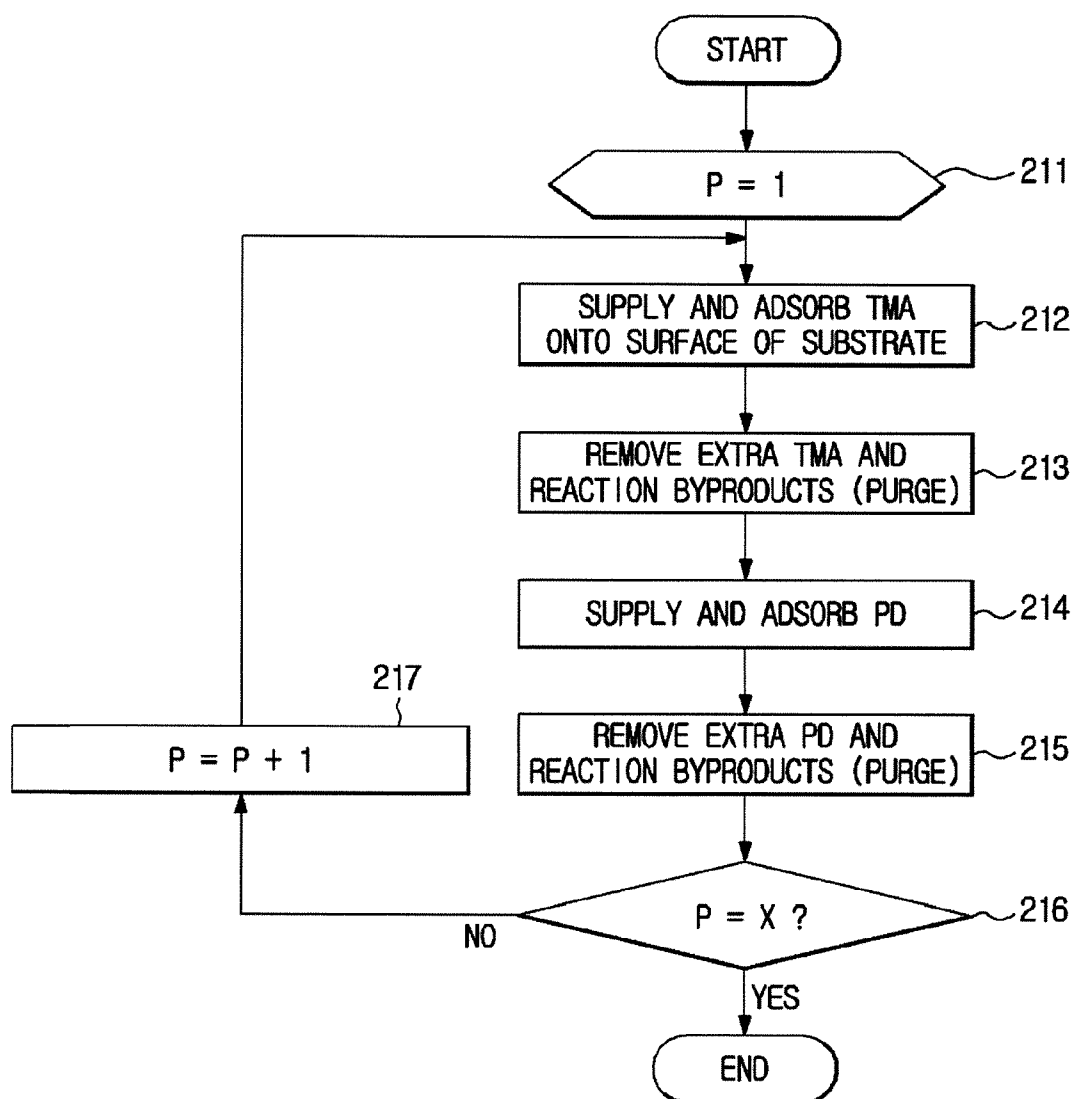 START
P = 1
211
SUPPLY AND ADSORB TMA
ONTO SURFACE OF SUBSTRATE
212
REMOVE EXTRA TMA AND
REACTION BYPRODUCTS (PURGE)
213
SUPPLY AND ADSORB PD
214
217
P = P + 1
REMOVE EXTRA PD AND
REACTION BYPRODUCTS (PURGE)
215
P = X ?
216
NO
YES
END